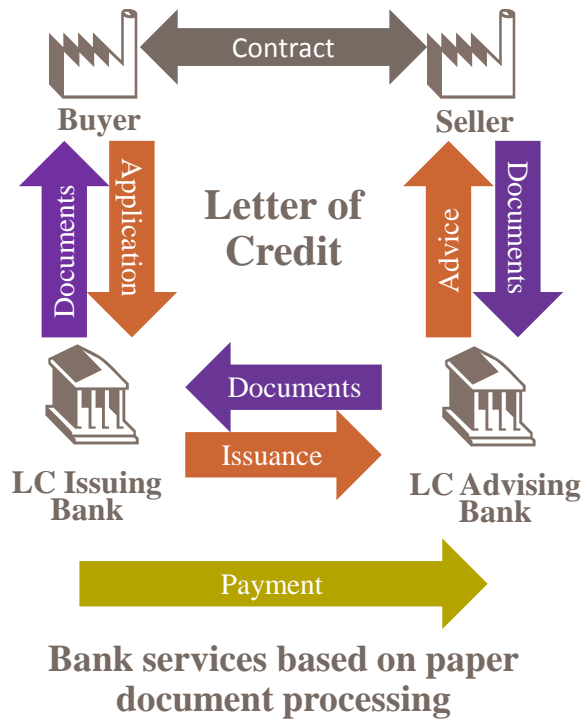 Contract
Buyer
Seller
Documents
Application
Letter of
Credit
Advice
Documents
Documents
Issuance
LC Issuing
Bank
LC Advising
Bank
Payment
Bank services based on paper
document processing